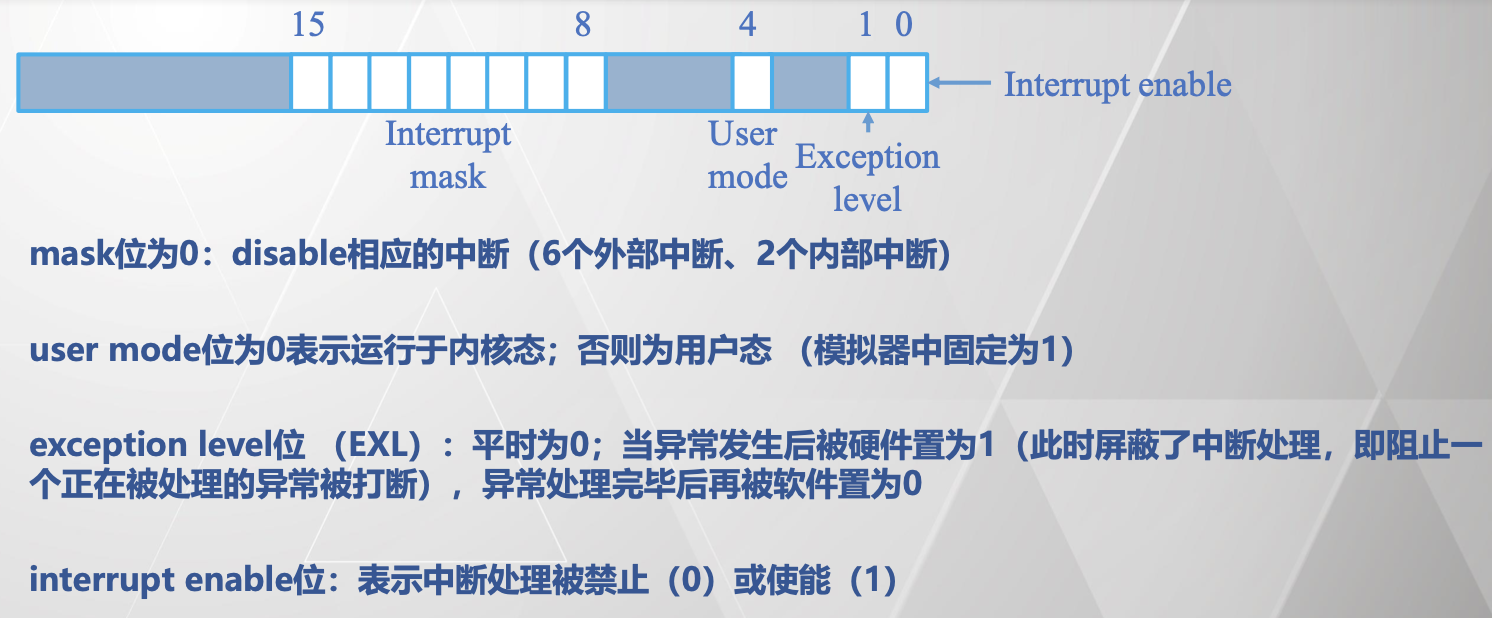 15 8 4 1 0
Interrupt enable
Interrupt
mask
User
mode
Exception
level
mask位为0：disable相应的中断（6个外部中断、2个内部中断）
user mode位为0表示运行于内核态；否则为用户态 （模拟器中固定为1）
exception level位 （EXL）：平时为0；当异常发生后被硬件置为1（此时屏蔽了中断处理，即阻止一
个正在被处理的异常被打断），异常处理完毕后再被软件置为0
interrupt enable位：表示中断处理被禁止（0）或使能（1）